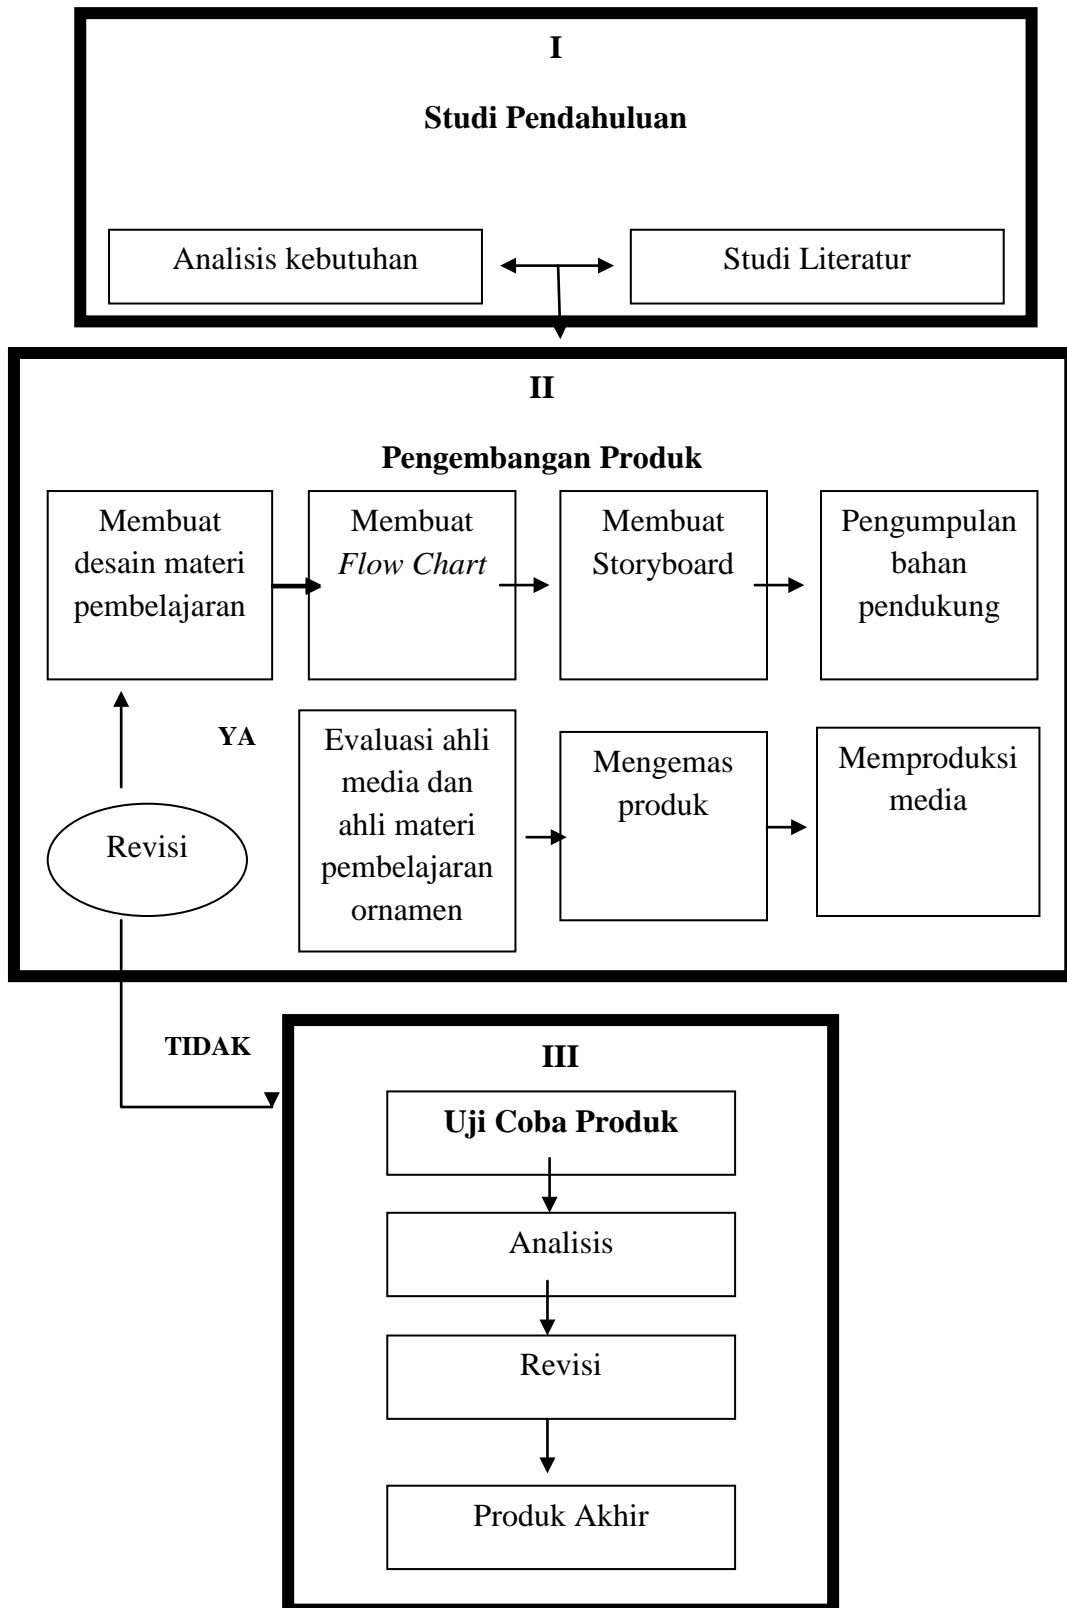 I
Studi Pendahuluan
Analisis kebutuhan
Studi Literatur
II
Pengembangan Produk
Membuat
desain materi
pembelajaran
Membuat
Flow Chart
Membuat
Storyboard
Pengumpulan
bahan
pendukung
YA
Revisi
Evaluasi ahli
media dan
ahli materi
pembelajaran
ornamen
Mengemas
produk
Memproduksi
media
TIDAK
III
Uji Coba Produk
Analisis
Revisi
Produk Akhir